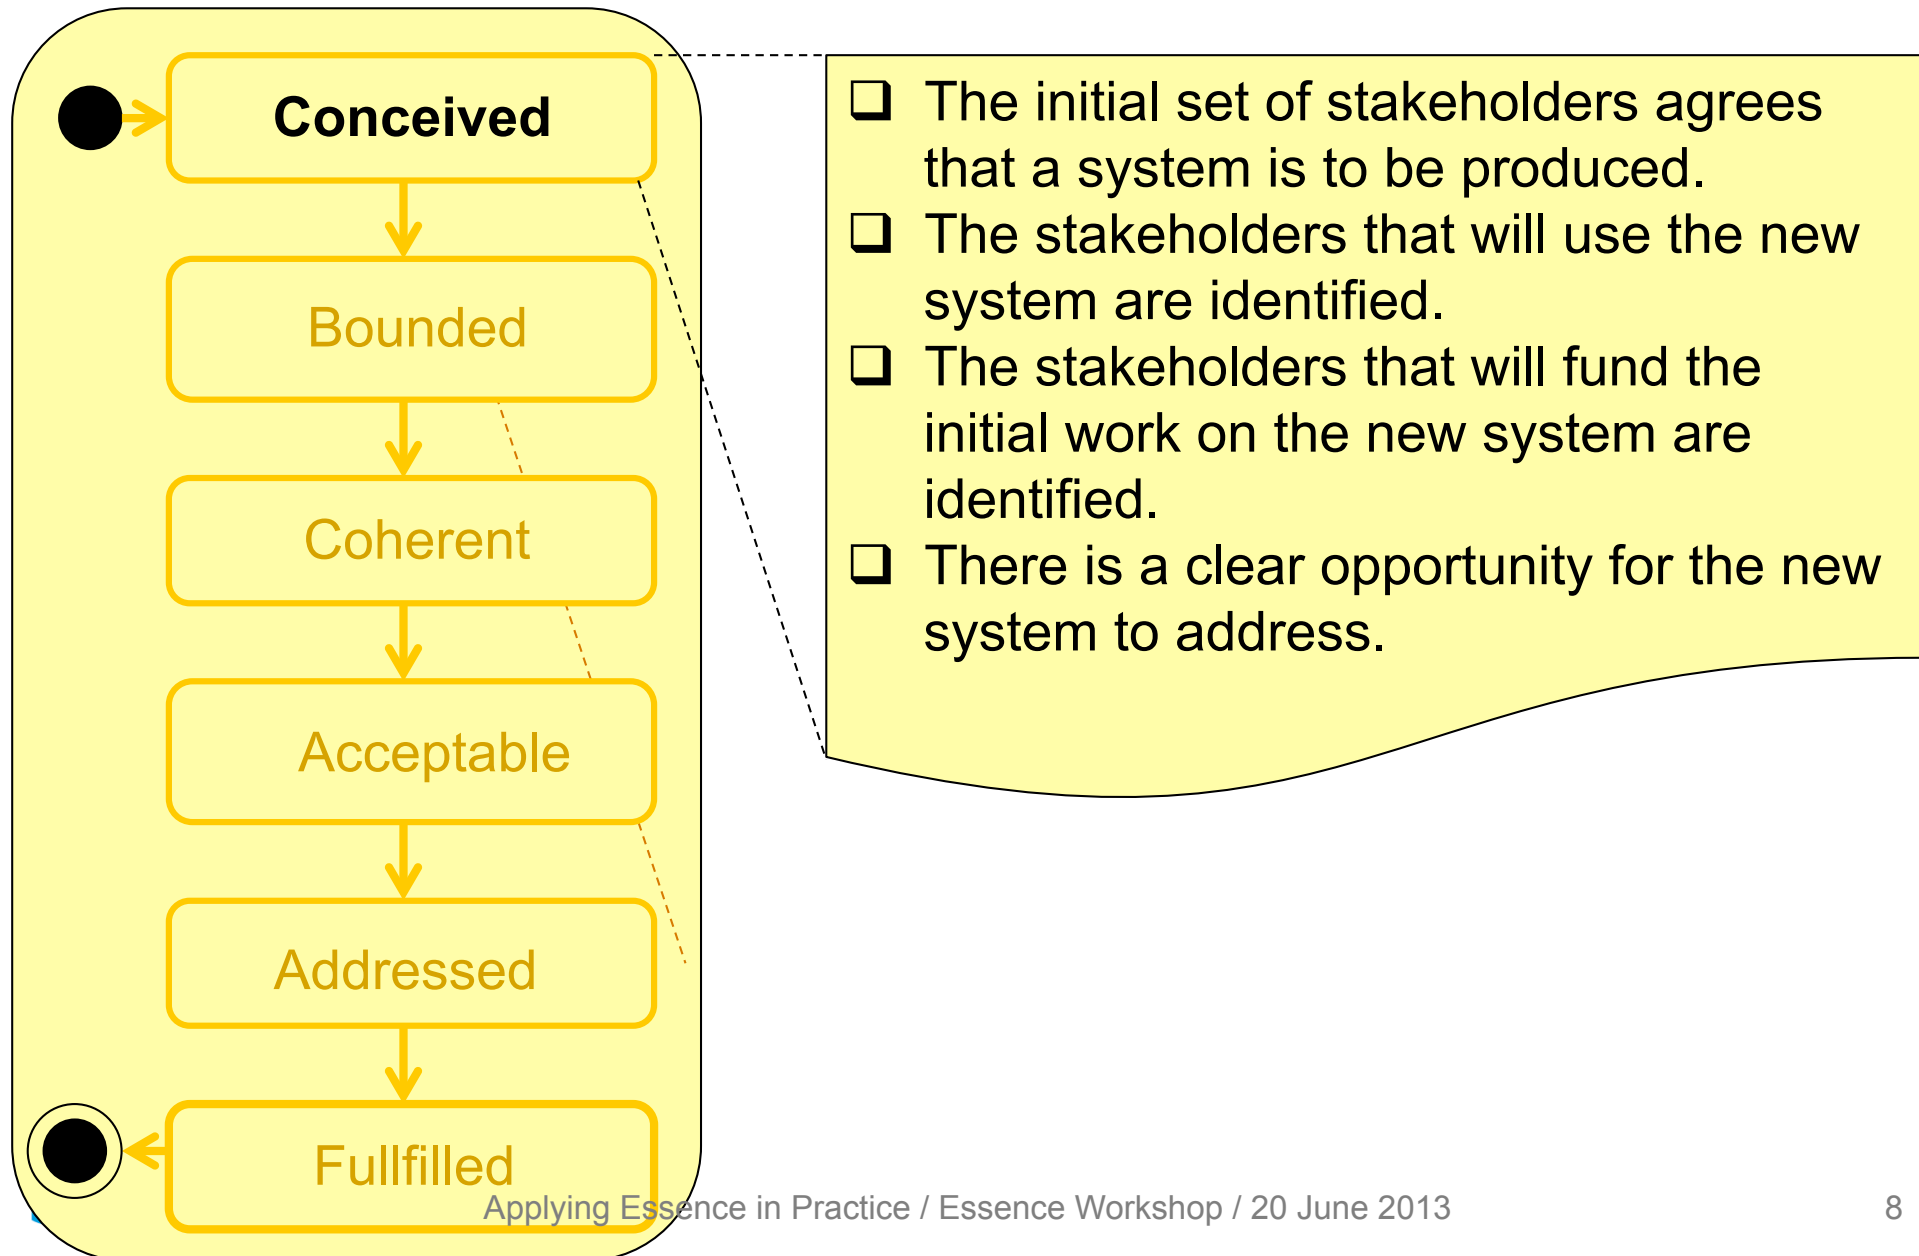 Conceived
Bounded
Coherent
Acceptable
Addressed
Fullfilled
❑ The initial set of stakeholders agrees
that a system is to be produced.
❑ The stakeholders that will use the new
system are identified.
❑ The stakeholders that will fund the
initial work on the new system are
identified.
❑ There is a clear opportunity for the new
system to address.
Applying Essence in Practice / Essence Workshop / 20 June 2013
8